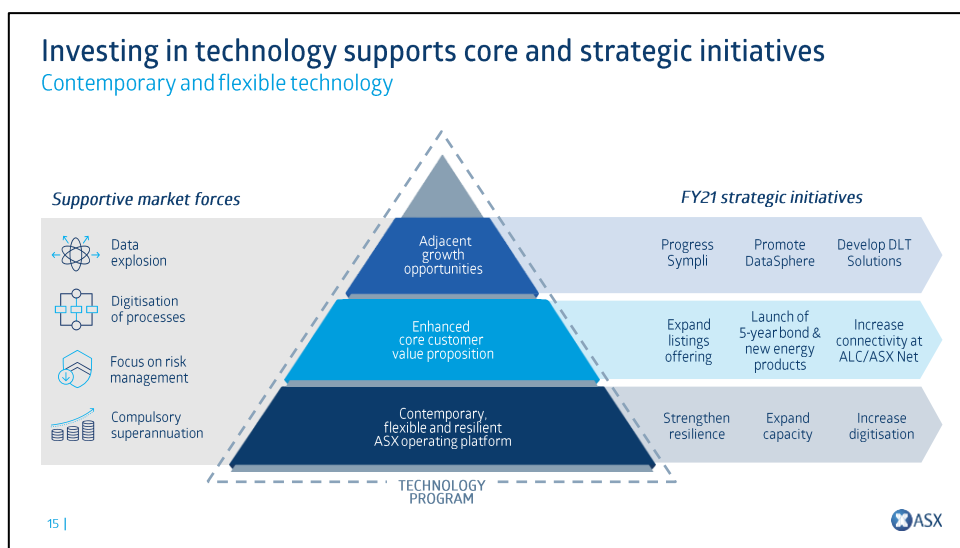 Investing in technology supports core and strategic initiatives
Contemporary and flexible technology
Supportive market forces
Data
explosion
Digitisation
of processes
Focus on risk
management
Compulsory
superannuation
Adjacent
growth
opportunities
Enhanced
core customer
value proposition
Contemporary,
flexible and resilient
ASX operating platform
TECHNOLOGY
PROGRAM
FY21 strategic initiatives
Progress
Sympli
Promote
DataSphere
Develop DLT
Solutions
Expand
listings
offering
Launch of
5-year bond &
new energy
products
Increase
connectivity at
ALC/ASX Net
Strengthen
resilience
Expand
capacity
Increase
digitisation
15 |
ASX